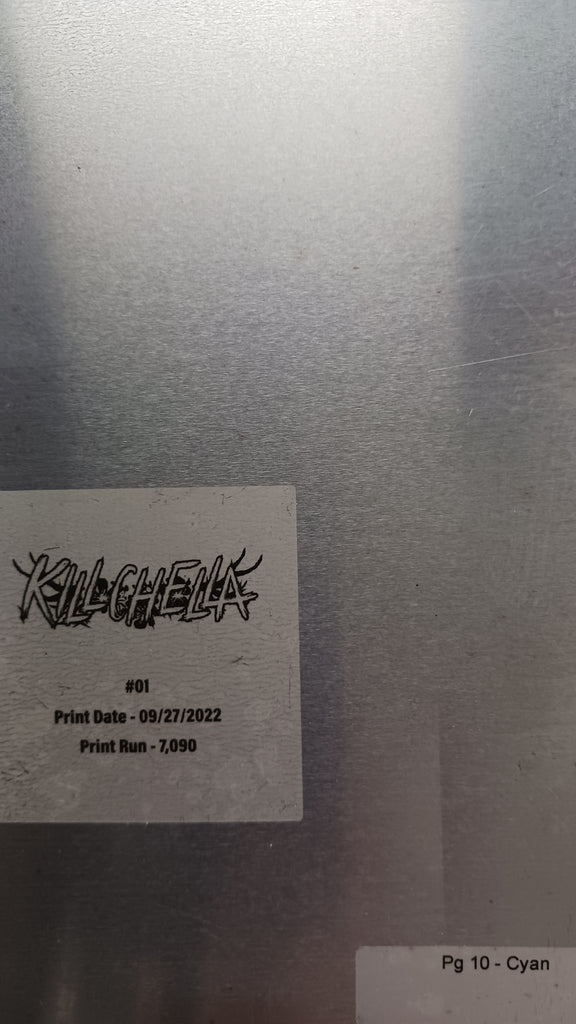 KILLCHELLA
#01
Print Date - 09/27/2022
Print Run - 7,090
Pg 10 - Cyan